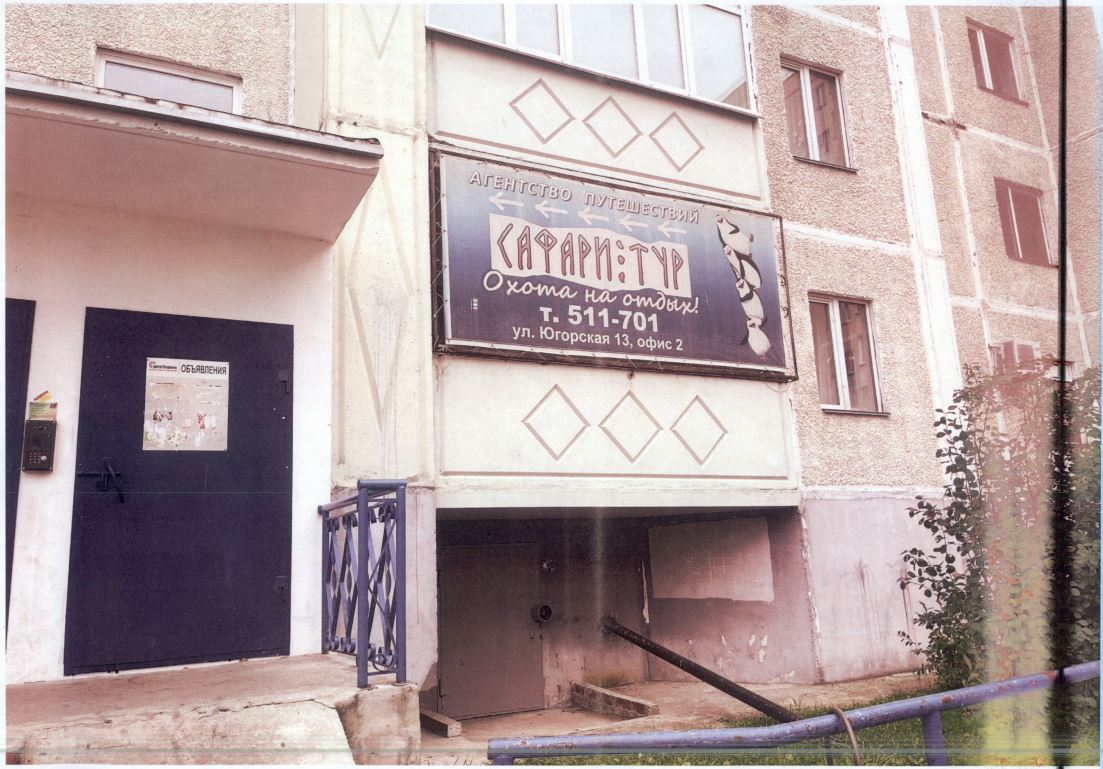 АГЕНТСТВО ПУТЕШЕСТВИЙ
САФАРИ:ТУР
Охота на отдых!
т. 511-701
ул. Югорская 13, офис 2
ОБЪЯВЛЕНИЯ